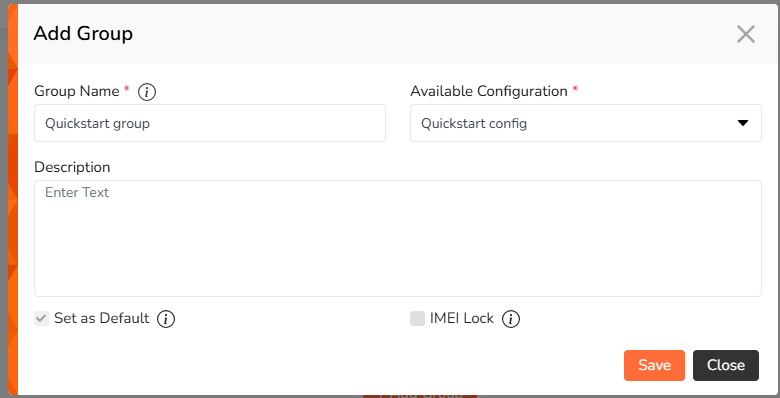 Add Group
Group Name * Available Configuration *
Quickstart group Quickstart config
Description
Enter Text
Set as Default IMEI Lock
Save Close